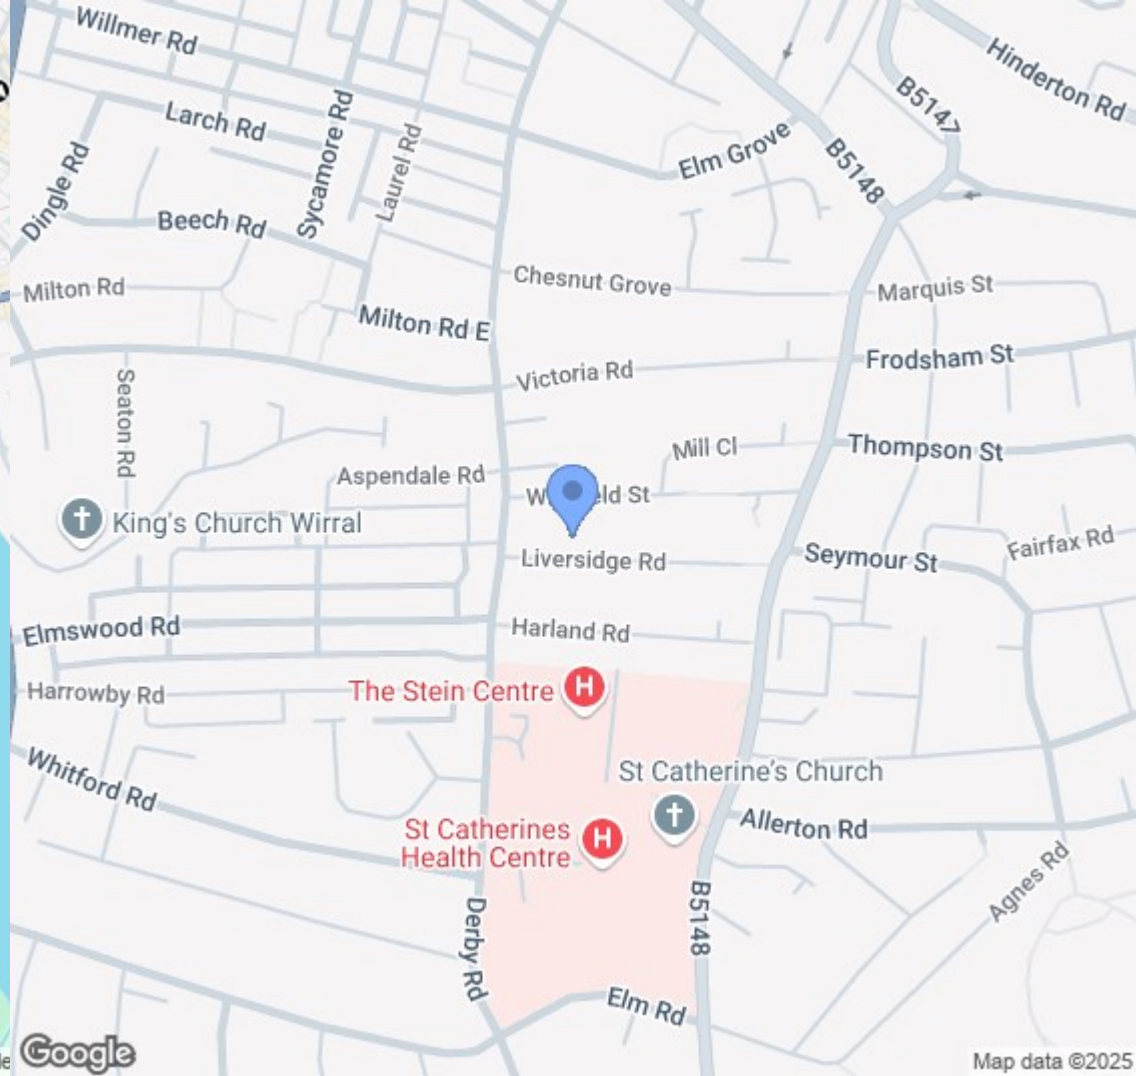 Willmer Rd
Hinderton Rd
B5147
Larch Rd
Sycamore Rd
Laurel Rd
Elm Grove
B5148
Dingle Rd
Beech Rd
Milton Rd
Chesnut Grove
Marquis St
Milton Rd E
Victoria Rd
Frodsham St
Seaton Rd
Mill Cl
Thompson St
Aspendale Rd
King's Church Wirral
Liversidge Rd
Seymour St
Fairfax Rd
Elmswood Rd
Harland Rd
Harrowby Rd
The Stein Centre
H
Whitford Rd
St Catherine's Church
St Catherines
Health Centre
H
Allerton Rd
Agnes Rd
Derby Rd
B5148
Elm Rd
Google
Map data ©2025